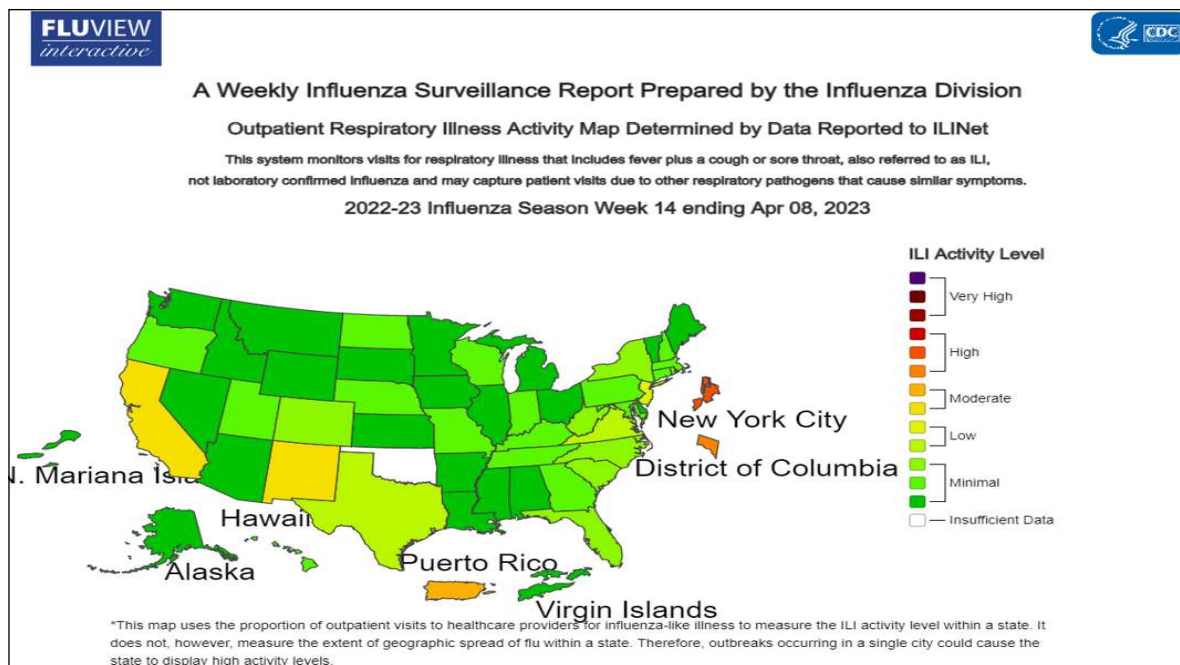 FLUVIEW
interactive
CDC
A Weekly Influenza Surveillance Report Prepared by the Influenza Division
Outpatient Respiratory Illness Activity Map Determined by Data Reported to ILINet
This system monitors visits for respiratory illness that includes fever plus a cough or sore throat, also referred to as ILI,
not laboratory confirmed influenza and may capture patient visits due to other respiratory pathogens that cause similar symptoms.
2022-23 Influenza Season Week 14 ending Apr 08, 2023
ILI Activity Level
Very High
High
Moderate
Low
Minimal
Insufficient Data
New York City
District of Columbia
N. Mariana Isla
Hawaii
Alaska
Puerto Rico
Virgin Islands
*This map uses the proportion of outpatient visits to healthcare providers for influenza-like illness to measure the ILI activity level within a state. It
does not, however, measure the extent of geographic spread of flu within a state. Therefore, outbreaks occurring in a single city could cause the
state to display high activity levels.